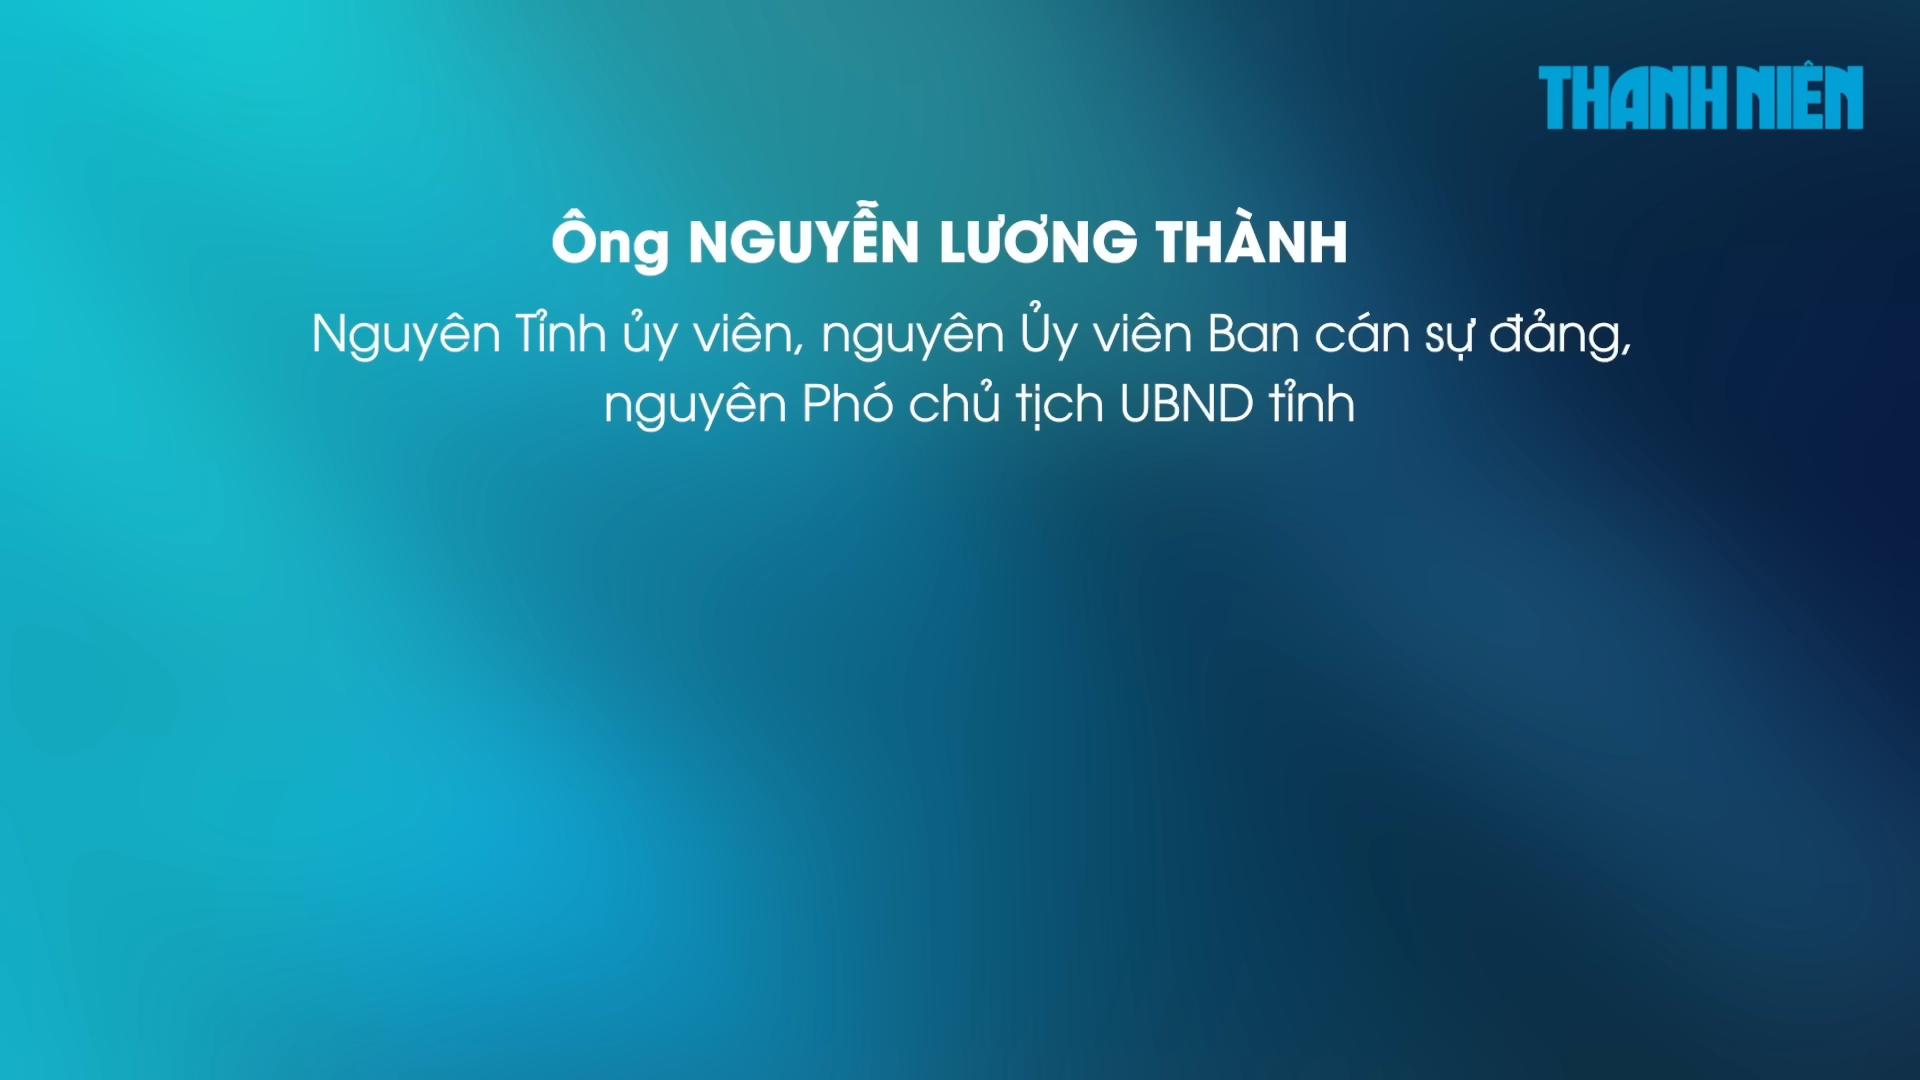 THANH NIÊN
Ông NGUYỄN LƯƠNG THÀNH
Nguyên Tỉnh ủy viên, nguyên Ủy viên Ban cán sự đảng,
nguyên Phó chủ tịch UBND tỉnh